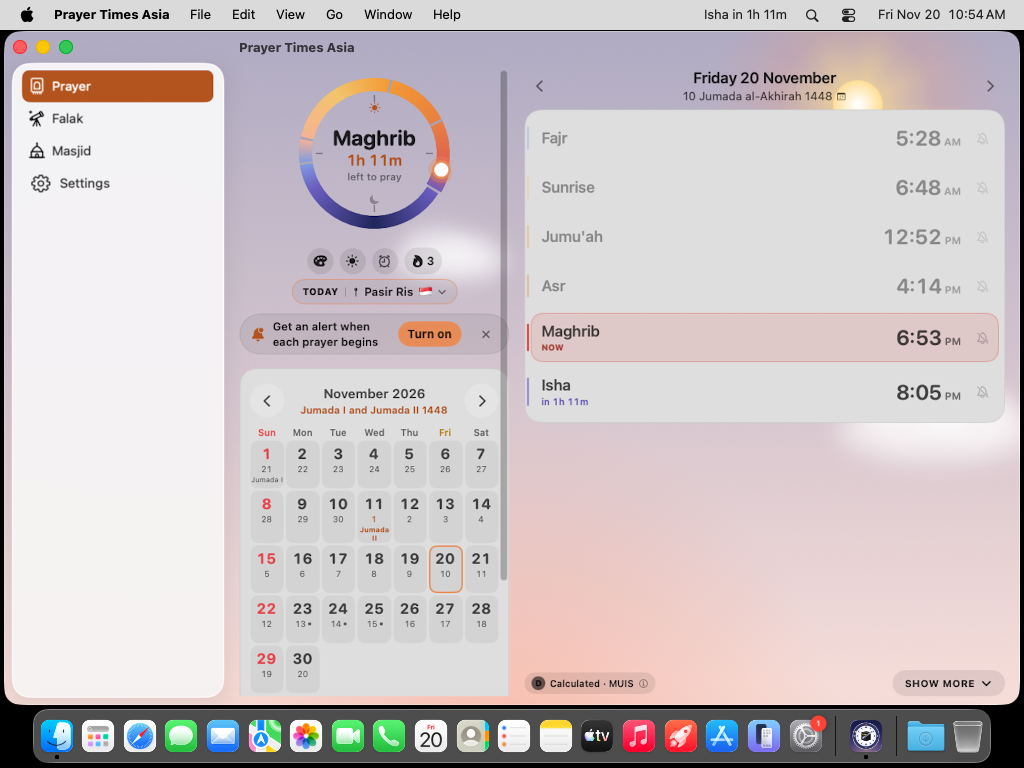 Prayer Times Asia File Edit View Go Window Help
Isha in 1h 11m Fri Nov 20 10:54 AM
Prayer Times Asia
Prayer
Falak
Masjid
Settings
Maghrib
1h 11m
left to pray
3
TODAY Pasir Ris
Get an alert when
each prayer begins
Turn on
November 2026
Jumada I and Jumada II 1448
Sun Mon Tue Wed Thu Fri Sat
1 2 3 4 5 6 7
21 22 23 24 25 26 27
Jumada I
8 9 10 11 12 13 14
28 29 30 1 2 3 4
Jumada
II
15 16 17 18 19 20 21
5 6 7 8 9 10 11
22 23 24 25 26 27 28
12 13 14 15 16 17 18
29 30
19 20
Friday 20 November
10 Jumada al-Akhirah 1448
Fajr 5:28 AM
Sunrise 6:48 AM
Jumu'ah 12:52 PM
Asr 4:14 PM
Maghrib
NOW
6:53 PM
Isha
in 1h 11m
8:05 PM
D Calculated · MUIS
SHOW MORE
Fri
20
tv
1